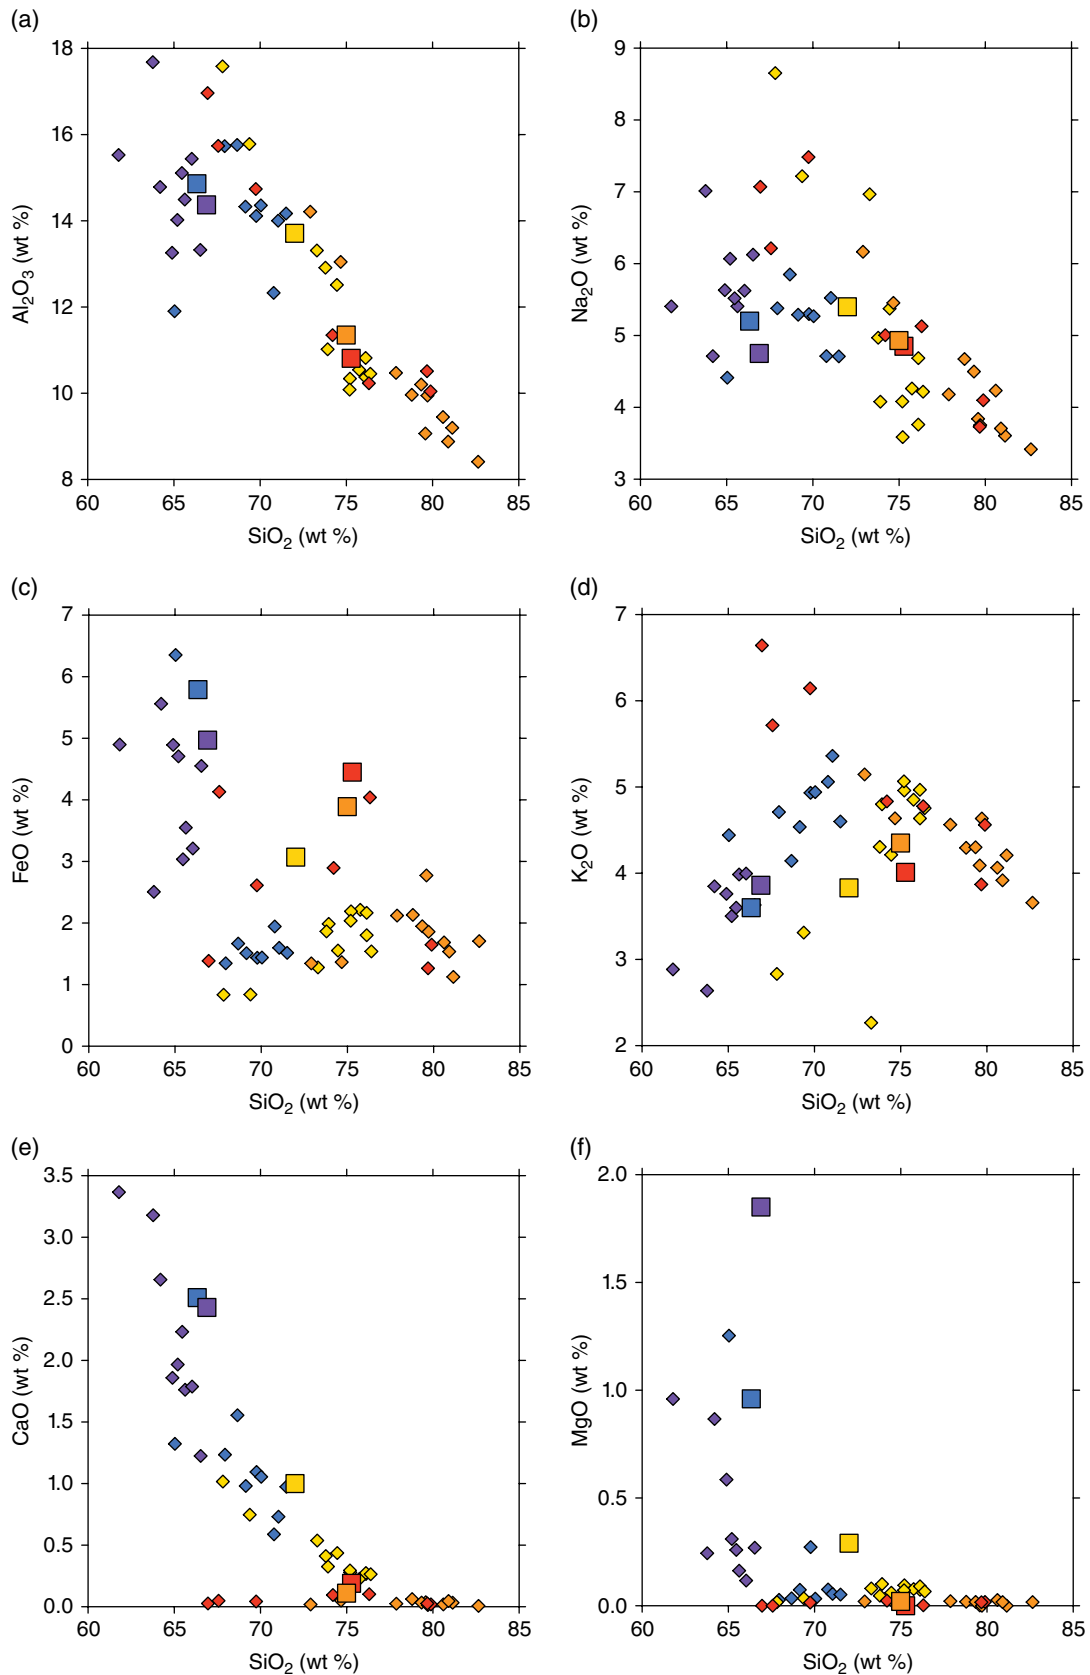 (a)
18
16
14
12
10
8
Al₂O₃ (wt %)
60 65 70 75 80 85
SiO₂ (wt %)
(b)
9
8
7
6
5
4
3
Na₂O (wt %)
60 65 70 75 80 85
SiO₂ (wt %)
(c)
7
6
5
4
3
2
1
0
FeO (wt %)
60 65 70 75 80 85
SiO₂ (wt %)
(d)
7
6
5
4
3
2
K₂O (wt %)
60 65 70 75 80 85
SiO₂ (wt %)
(e)
3.5
3.0
2.5
2.0
1.5
1.0
0.5
0.0
CaO (wt %)
60 65 70 75 80 85
SiO₂ (wt %)
(f)
2.0
1.5
1.0
0.5
0.0
MgO (wt %)
60 65 70 75 80 85
SiO₂ (wt %)